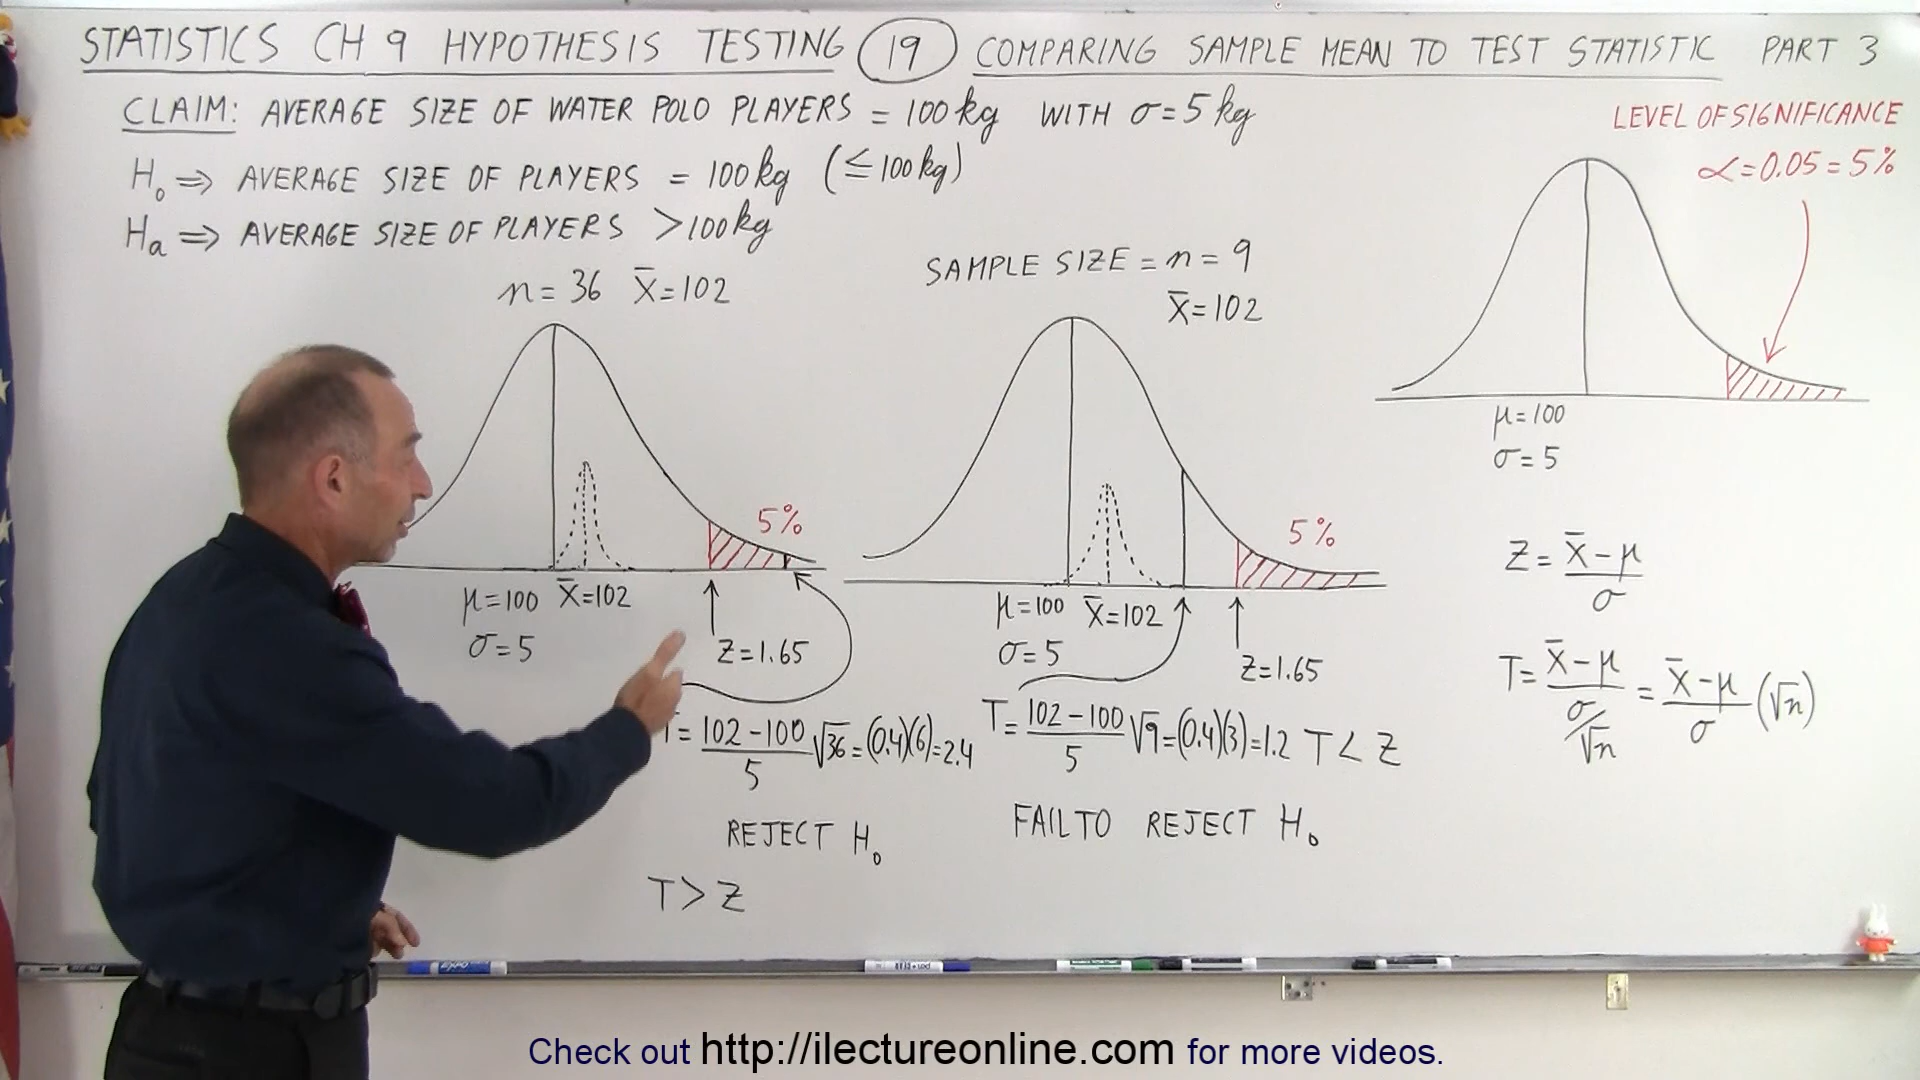 STATISTICS CH 9 HYPOTHESIS TESTING 19 COMPARING SAMPLE MEAN TO TEST STATISTIC PART 3
CLAIM: AVERAGE SIZE OF WATER POLO PLAYERS = 100 kg WITH σ = 5 kg
H₀ ⇒ AVERAGE SIZE OF PLAYERS = 100 kg (≤ 100 kg)
Hₐ ⇒ AVERAGE SIZE OF PLAYERS > 100 kg
LEVEL OF SIGNIFICANCE
α = 0.05 = 5%
n = 36 x̄ = 102
5%
μ = 100 x̄ = 102
σ = 5
Z = 1.65
T = (102 - 100)/5 √36 = (0.4)(6) = 2.4
REJECT H₀
T > Z
SAMPLE SIZE = n = 9
x̄ = 102
5%
μ = 100 x̄ = 102
σ = 5
Z = 1.65
T = (102 - 100)/5 √9 = (0.4)(3) = 1.2 T < Z
FAIL TO REJECT H₀
μ = 100
σ = 5
Z = (x̄ - μ)/σ
T = (x̄ - μ)/(σ/√n) = (x̄ - μ)/σ (√n)
EXPO
Check out http://ilectureonline.com for more videos.